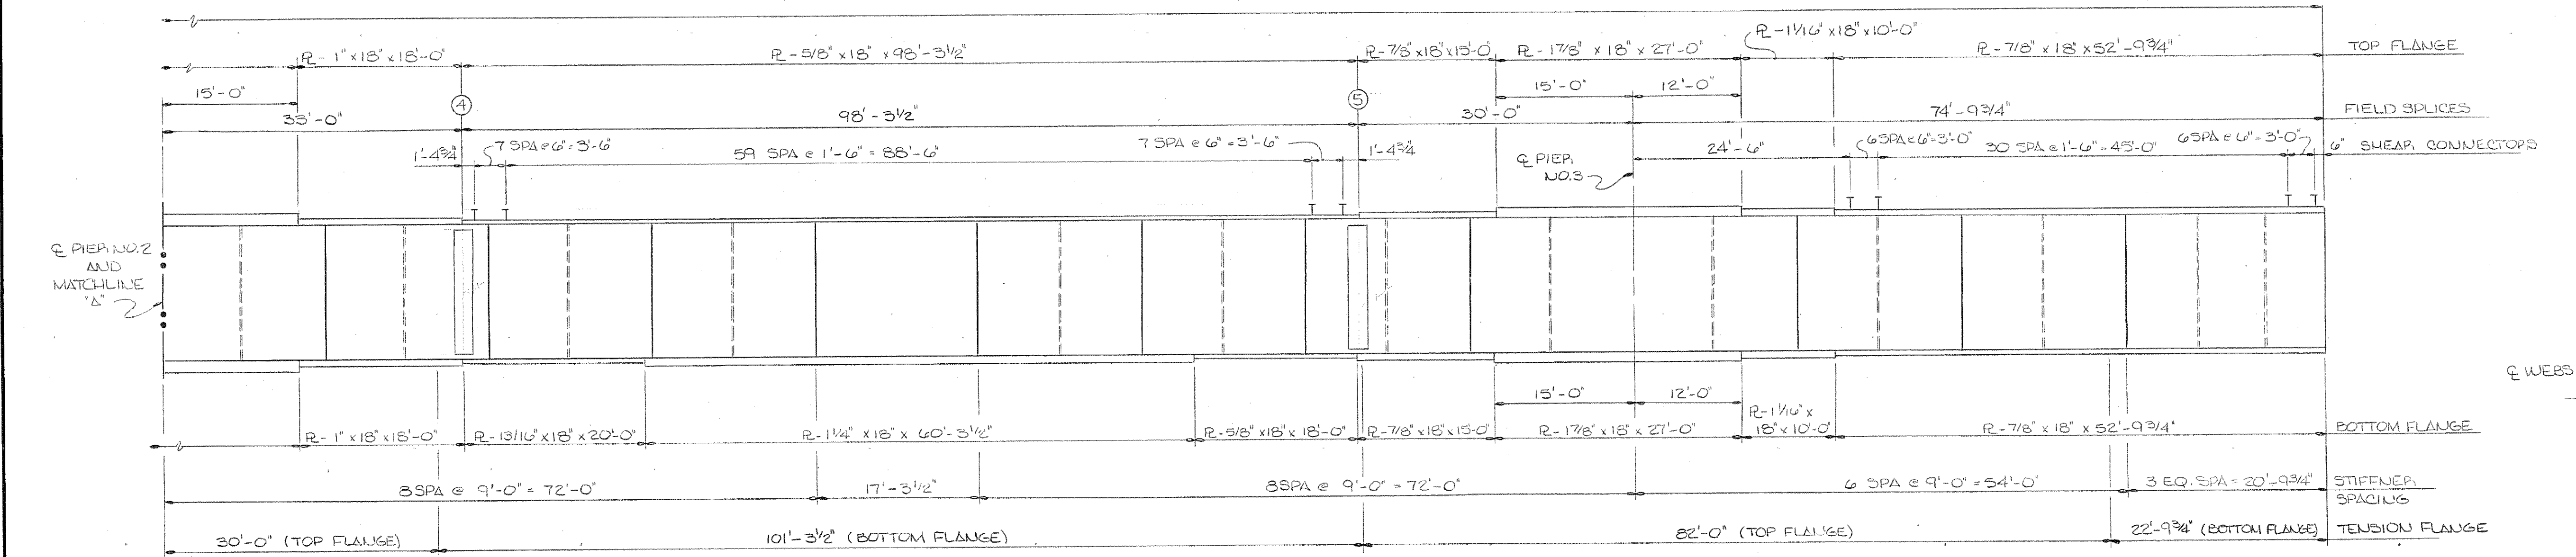 PL-1" x 18" x 18'-0" PL-5/8" x 18" x 98'-3 1/2" PL-7/8" x 18" x 15'-0 PL-1 7/8" x 18" x 27'-0" PL-1 1/16" x 18" x 10'-0" PL-7/8" x 18" x 52'-9 3/4" TOP FLANGE
15'-0" 4 5 15'-0" 12'-0"
33'-0" 98'-3 1/2" 30'-0" 74'-9 3/4" FIELD SPLICES
1'-4 3/4" 7 SPA @ 6" = 3'-6" 59 SPA @ 1'-6" = 88'-6" 7 SPA @ 6" = 3'-6" 1'-4 3/4 24'-6" 6 SPA @ 6" = 3'-0" 30 SPA @ 1'-6" = 45'-0" 6 SPA @ 6" = 3'-0" 6" SHEAR CONNECTORS
℄ PIER
NO.3
℄ PIER NO.2
AND
MATCHLINE
"A"
℄ WEBS
15'-0" 12'-0" PL-1 1/16" x
PL-1" x 18" x 18'-0" PL-13/16" x 18" x 20'-0" PL-1 1/4" x 18" x 60'-3 1/2" PL-5/8" x 18" x 18'-0" PL-7/8" x 18" x 15'-0" PL-1 7/8" x 18" x 27'-0" 18" x 10'-0" PL-7/8" x 18" x 52'-9 3/4" BOTTOM FLANGE
8 SPA @ 9'-0" = 72'-0" 17'-3 1/2" 8 SPA @ 9'-0" = 72'-0" 6 SPA @ 9'-0" = 54'-0" 3 EQ. SPA = 20'-9 3/4" STIFFNER
SPACING
30'-0" (TOP FLANGE) 101'-3 1/2" (BOTTOM FLANGE) 82'-0" (TOP FLANGE) 22'-9 3/4" (BOTTOM FLANGE) TENSION FLANGE